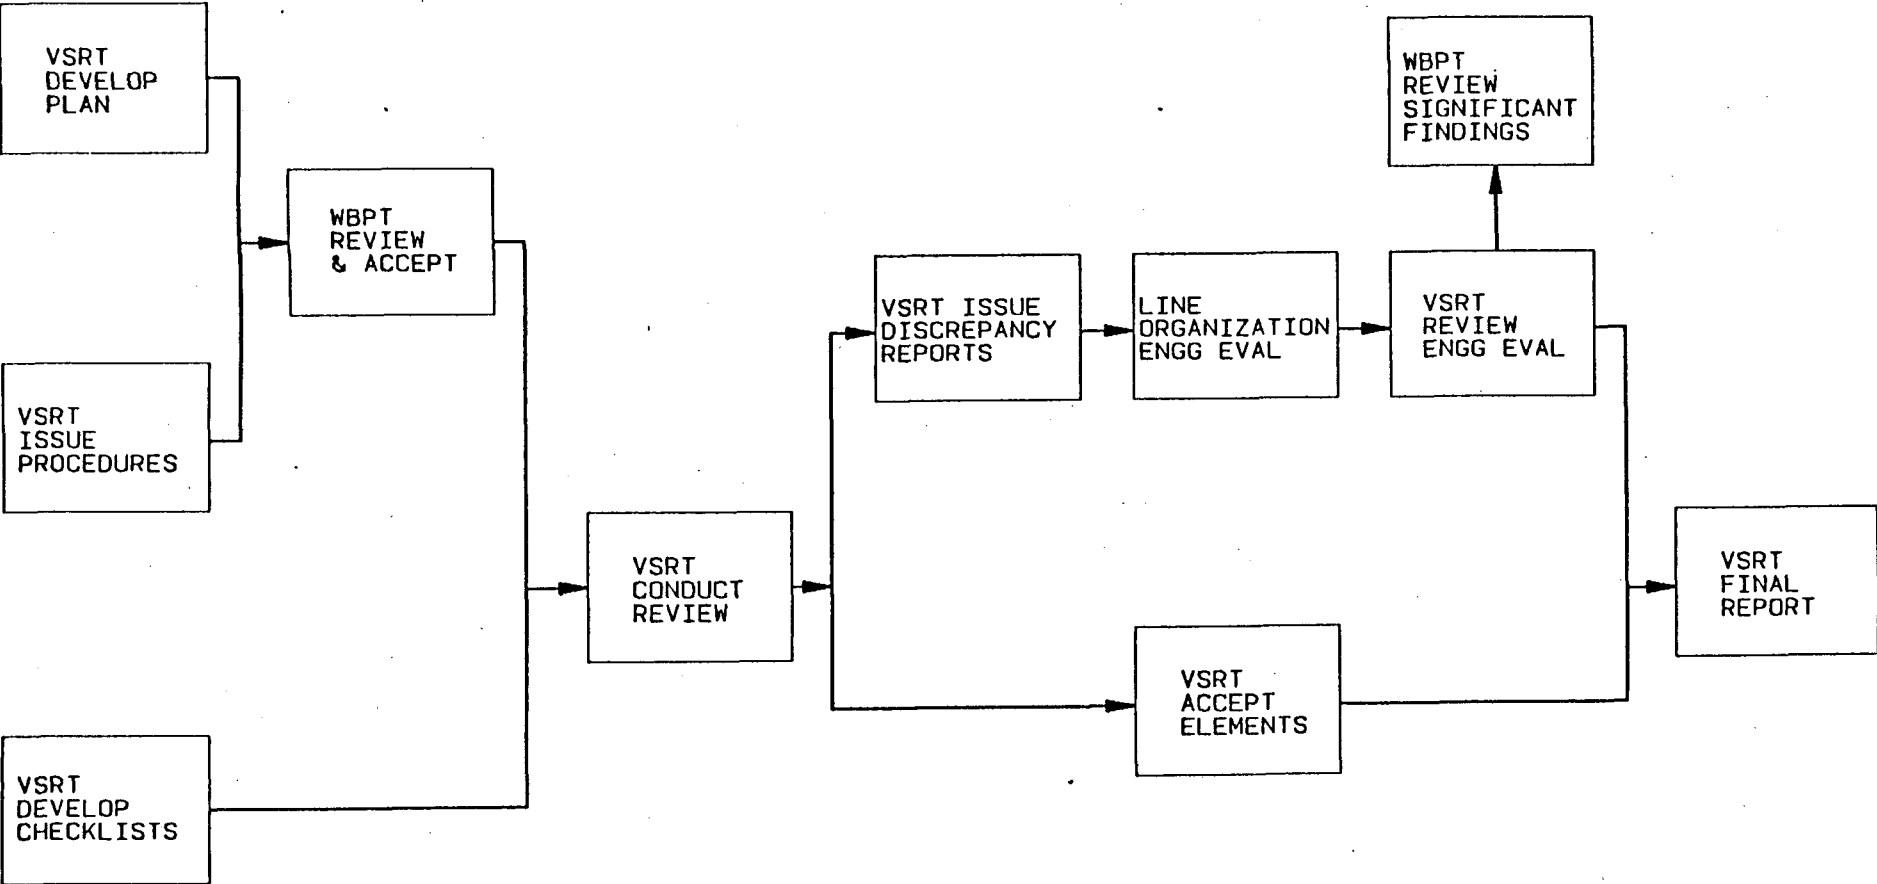 VSRT
DEVELOP
PLAN
WBPT
REVIEW
SIGNIFICANT
FINDINGS
WBPT
REVIEW
& ACCEPT
VSRT ISSUE
DISCREPANCY
REPORTS
LINE
ORGANIZATION
ENGG EVAL
VSRT
REVIEW
ENGG EVAL
VSRT
ISSUE
PROCEDURES
VSRT
CONDUCT
REVIEW
VSRT
FINAL
REPORT
VSRT
ACCEPT
ELEMENTS
VSRT
DEVELOP
CHECKLISTS